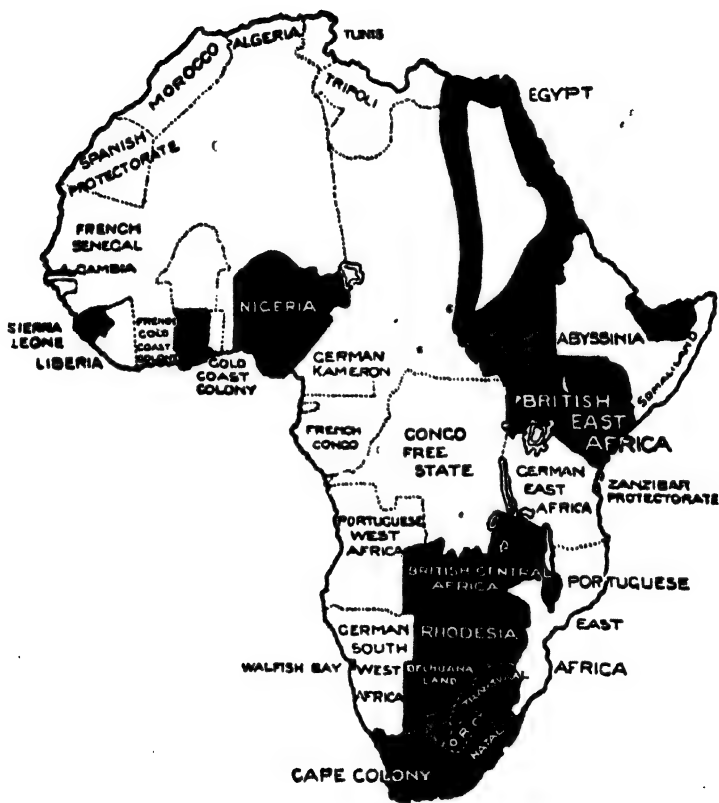 TUNIS
ALGERIA
MOROCCO
TRIPOLI
EGYPT
SPANISH
PROTECTORATE
FRENCH
SENEGAL
GAMBIA
NIGERIA
SIERRA
LEONE
LIBERIA
FRENCH
GOLD
COAST
GOLD
COAST
COLONY
GERMAN
KAMERON
ABYSSINIA
SOMALILAND
BRITISH
EAST
AFRICA
FRENCH
CONGO
CONGO
FREE
STATE
GERMAN
EAST
AFRICA
ZANZIBAR
PROTECTORATE
PORTUGUESE
WEST
AFRICA
BRITISH CENTRAL
AFRICA
PORTUGUESE
EAST
AFRICA
GERMAN
SOUTH
WEST
AFRICA
RHODESIA
WALFISH BAY
LAND
NATAL
CAPE COLONY